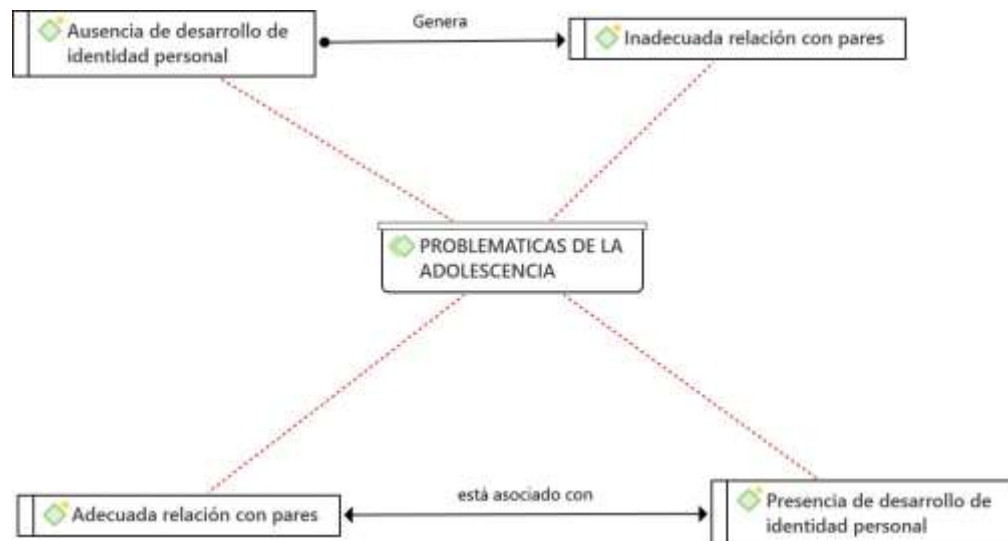 Genera
Ausencia de desarrollo de
identidad personal
Inadecuada relación con pares
PROBLEMATICAS DE LA
ADOLESCENCIA
está asociado con
Adecuada relación con pares
Presencia de desarrollo de
identidad personal